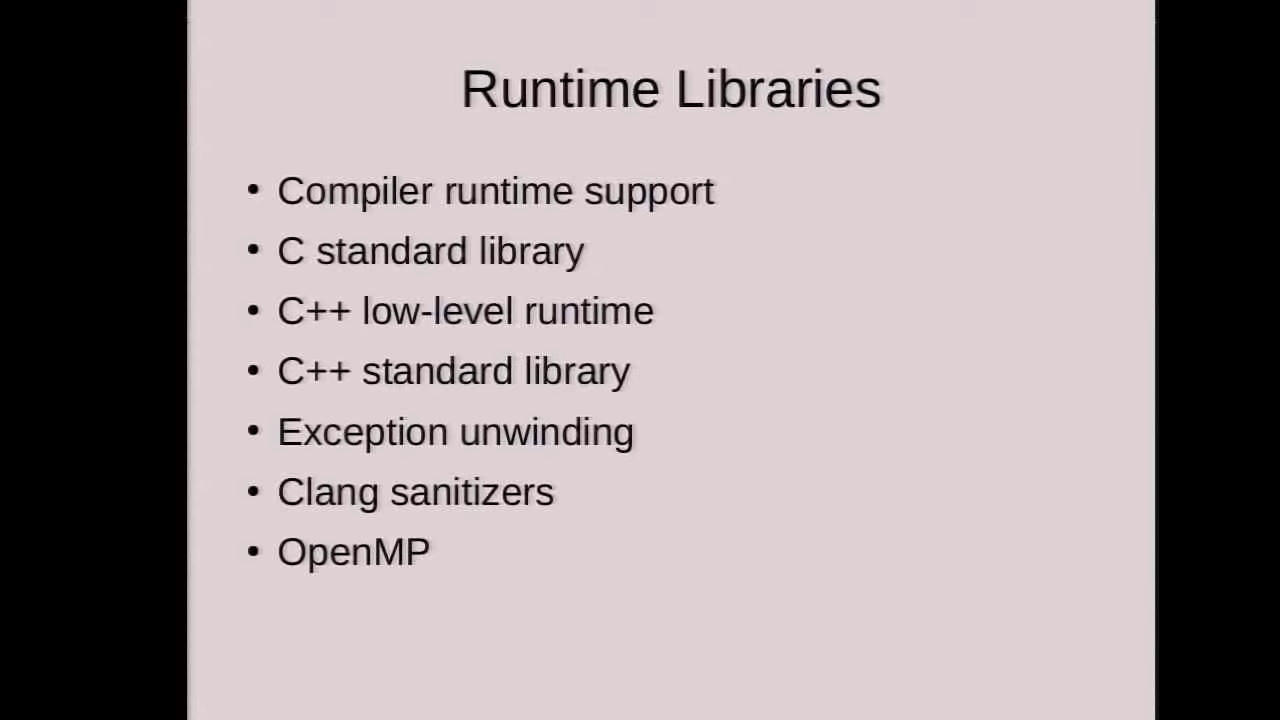 Runtime Libraries
• Compiler runtime support
• C standard library
• C++ low-level runtime
• C++ standard library
• Exception unwinding
• Clang sanitizers
• OpenMP